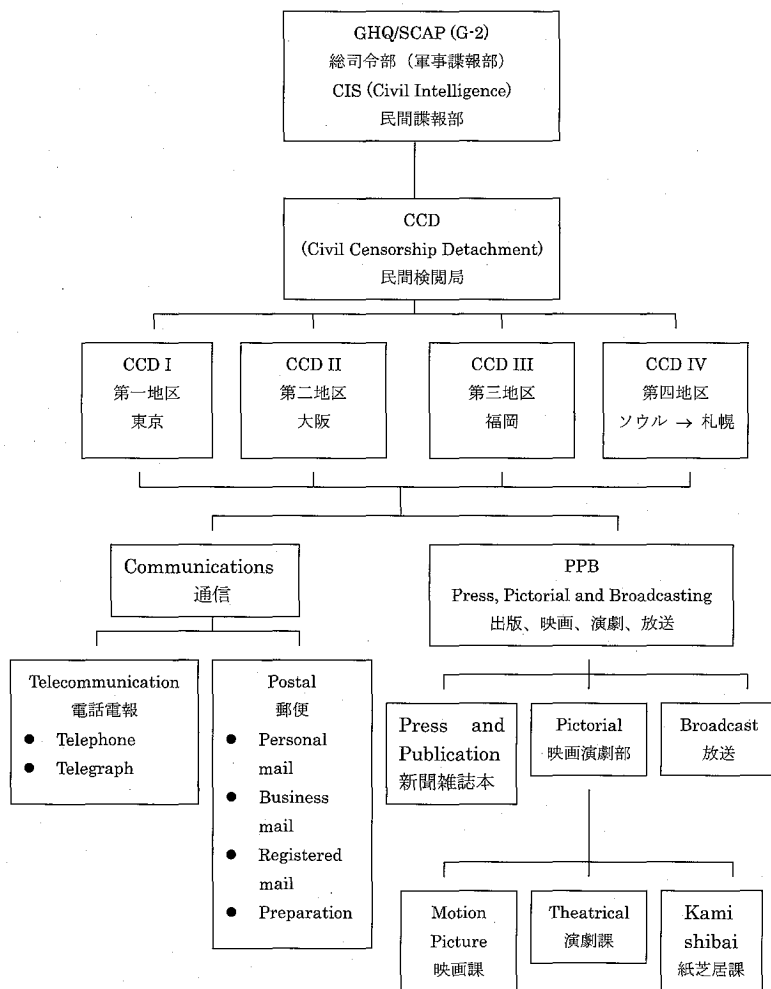 GHQ/SCAP (G-2)
総司令部（軍事諜報部）
CIS (Civil Intelligence)
民間諜報部
CCD
(Civil Censorship Detachment)
民間検閲局
CCD I
第一地区
東京
CCD II
第二地区
大阪
CCD III
第三地区
福岡
CCD IV
第四地区
ソウル → 札幌
Communications
通信
PPB
Press, Pictorial and Broadcasting
出版、映画、演劇、放送
Telecommunication
電話電報
● Telephone
● Telegraph
Postal
郵便
● Personal
mail
● Business
mail
● Registered
mail
● Preparation
Press and
Publication
新聞雑誌本
Pictorial
映画演劇部
Broadcast
放送
Motion
Picture
映画課
Theatrical
演劇課
Kami
shibai
紙芝居課